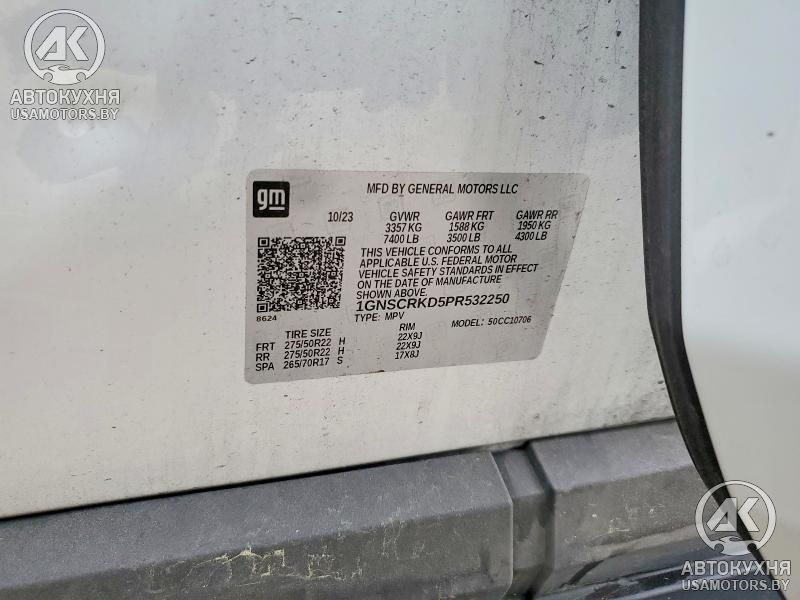 AK
АВТОКУХНЯ
USAMOTORS.BY
gm
MFD BY GENERAL MOTORS LLC
10/23 GVWR GAWR FRT GAWR RR
3357 KG 1588 KG 1950 KG
7400 LB 3500 LB 4300 LB
THIS VEHICLE CONFORMS TO ALL
APPLICABLE U.S. FEDERAL MOTOR
VEHICLE SAFETY STANDARDS IN EFFECT
ON THE DATE OF MANUFACTURE
SHOWN ABOVE.
1GNSCRKD5PR532250
8624 TYPE: MPV MODEL: 50CC10706
TIRE SIZE RIM
FRT 275/50R22 H 22X9J
RR 275/50R22 H 22X9J
SPA 265/70R17 S 17X8J
AK
АВТОКУХНЯ
USAMOTORS.BY